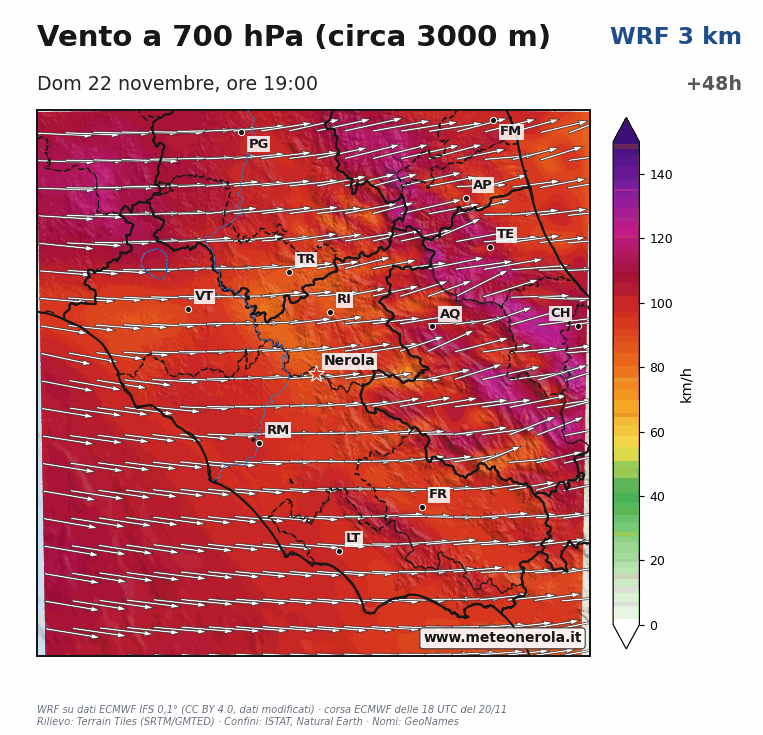 Vento a 700 hPa (circa 3000 m)
WRF 3 km
Dom 22 novembre, ore 19:00
+48h
PG
FM
AP
TE
TR
VT
RI
AQ
CH
Nerola
RM
FR
LT
www.meteonerola.it
140
120
100
80
60
40
20
0
km/h
WRF su dati ECMWF IFS 0,1° (CC BY 4.0, dati modificati) · corsa ECMWF delle 18 UTC del 20/11
Rilievo: Terrain Tiles (SRTM/GMTED) · Confini: ISTAT, Natural Earth · Nomi: GeoNames